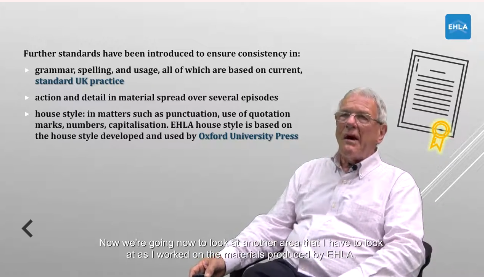 EHLA
Further standards have been introduced to ensure consistency in:
grammar, spelling, and usage, all of which are based on current,
standard UK practice
action and detail in material spread over several episodes
house style: in matters such as punctuation, use of quotation
marks, numbers, capitalisation. EHLA house style is based on
the house style developed and used by Oxford University Press
Now we're going now to look at another area that I have to look
at as I worked on the materials produced by EHLA